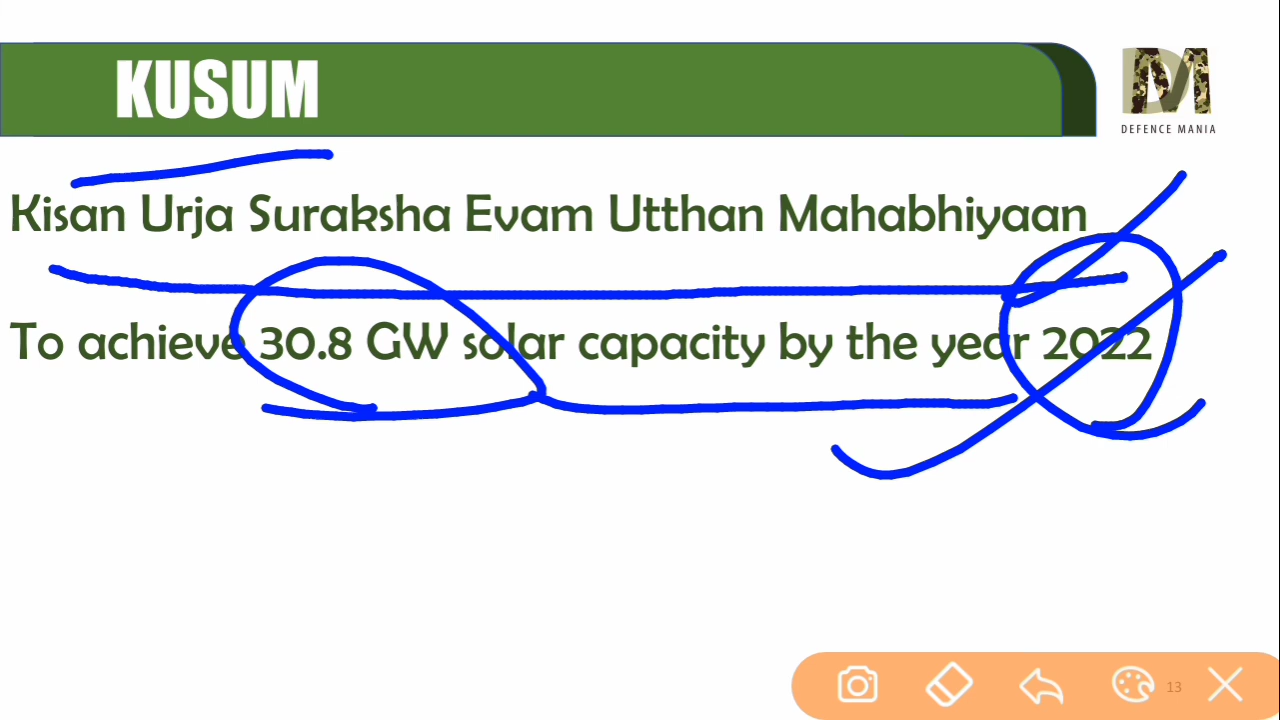 KUSUM
DM
DEFENCE MANIA
Kisan Urja Suraksha Evam Utthan Mahabhiyaan
To achieve 30.8 GW solar capacity by the year 2022
13